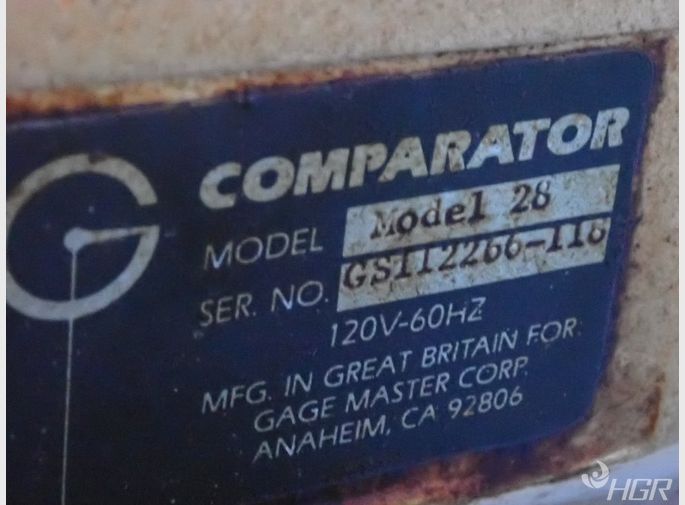 COMPARATOR
MODEL Model 28
SER. NO. GS112266-118
120V-60HZ
MFG. IN GREAT BRITAIN FOR:
GAGE MASTER CORP.
ANAHEIM, CA 92806
HGR